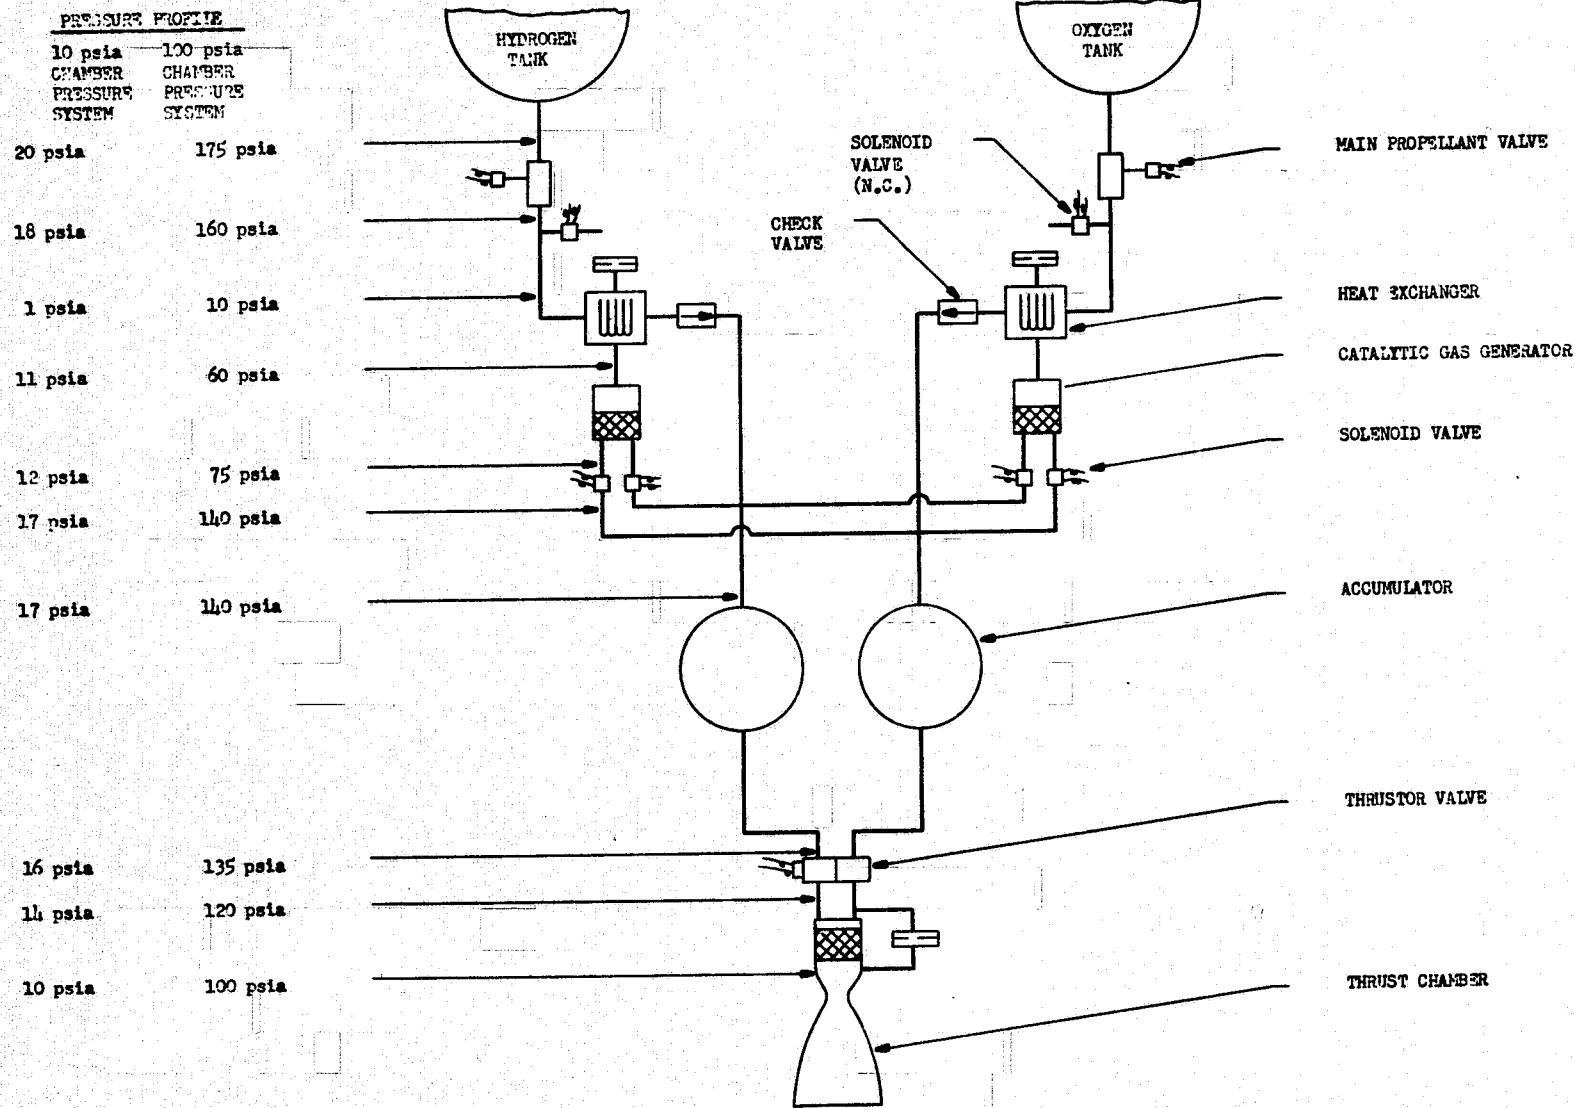 PRESSURE PROFILE
10 psia 100 psia
CHAMBER CHAMBER
PRESSURE PRESSURE
SYSTEM SYSTEM
HYDROGEN
TANK
OXYGEN
TANK
20 psia 175 psia
SOLENOID
VALVE
(N.C.)
MAIN PROPELLANT VALVE
18 psia 160 psia
CHECK
VALVE
1 psia 10 psia
HEAT EXCHANGER
11 psia 60 psia
CATALYTIC GAS GENERATOR
12 psia 75 psia
SOLENOID VALVE
17 psia 140 psia
17 psia 140 psia
ACCUMULATOR
THRUSTOR VALVE
16 psia 135 psia
14 psia 120 psia
10 psia 100 psia
THRUST CHAMBER